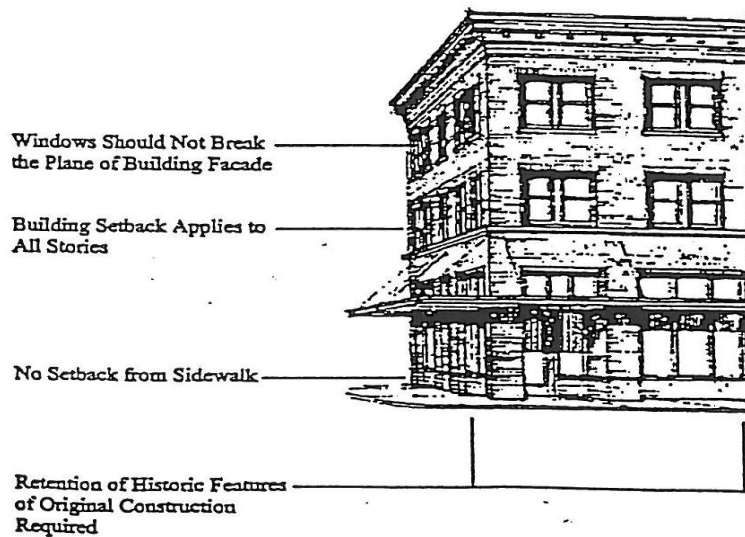 Windows Should Not Break
the Plane of Building Facade
Building Setback Applies to
All Stories
No Setback from Sidewalk
Retention of Historic Features
of Original Construction
Required